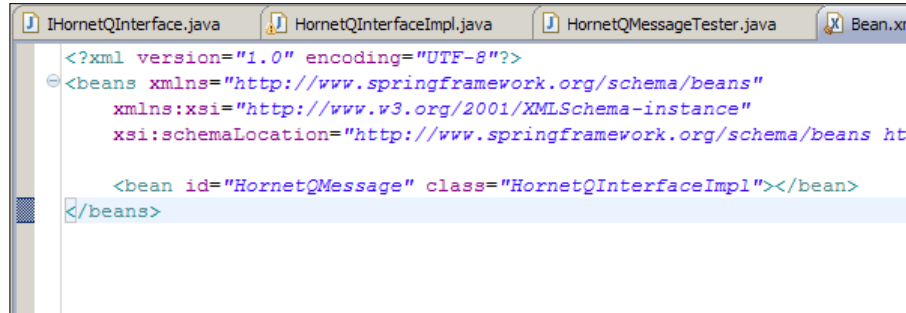 IHornetQInterface.java HornetQInterfaceImpl.java HornetQMessageTester.java Bean.xm
<?xml version="1.0" encoding="UTF-8"?>
<beans xmlns="http://www.springframework.org/schema/beans"
xmlns:xsi="http://www.w3.org/2001/XMLSchema-instance"
xsi:schemaLocation="http://www.springframework.org/schema/beans ht
<bean id="HornetQMessage" class="HornetQInterfaceImpl"></bean>
</beans>